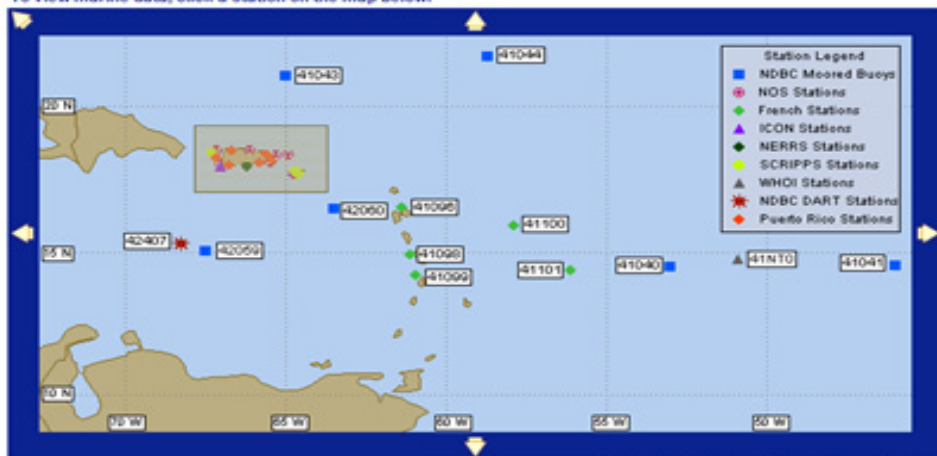 To view marine data, click a station on the map below.
41044
41043
Station Legend
NDBC Moored Buoys
NOS Stations
French Stations
ICON Stations
NERRS Stations
SCRIPPS Stations
WHOI Stations
NDBC DART Stations
Puerto Rico Stations
20 N
42060
41096
41100
42407
42059
15 N
41098
41099
41101
41040
41NT0
41041
10 N
70 W
65 W
60 W
55 W
50 W